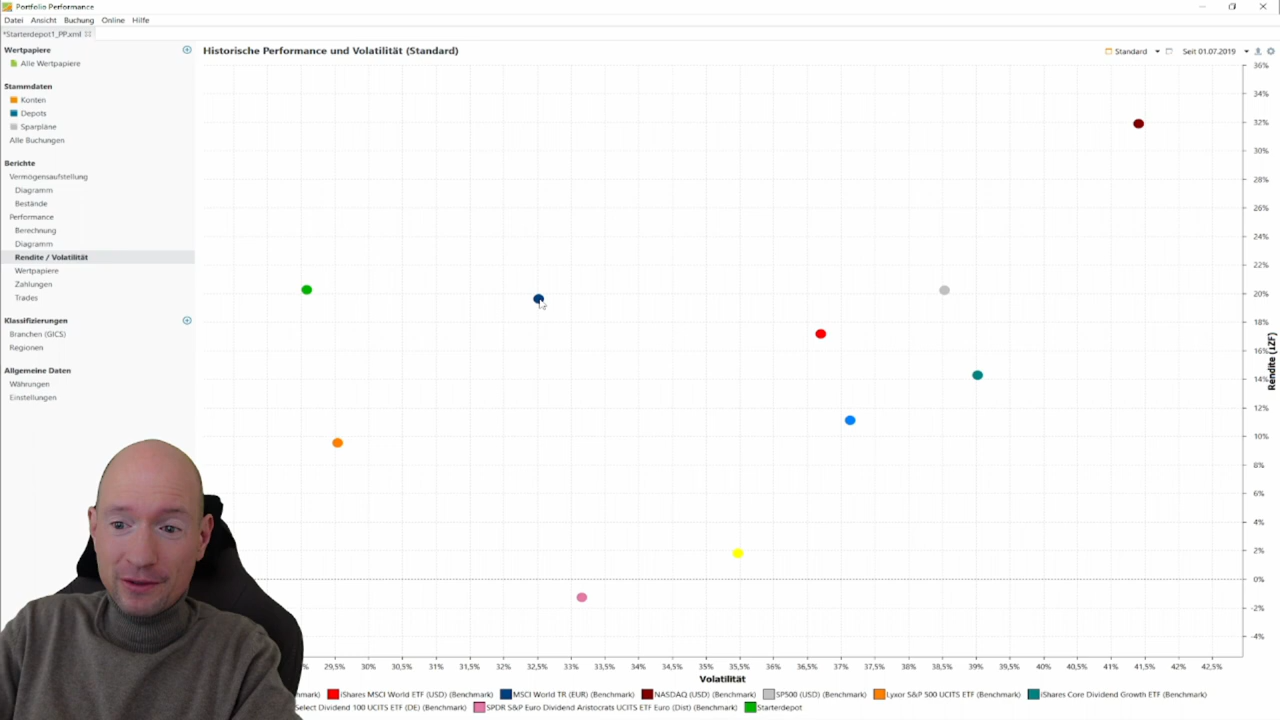 Portfolio Performance
Datei Ansicht Buchung Online Hilfe
*Starterdepot1_PP.xml
Wertpapiere
Alle Wertpapiere
Stammdaten
Konten
Depots
Sparpläne
Alle Buchungen
Berichte
Vermögensaufstellung
Diagramm
Bestände
Performance
Berechnung
Diagramm
Rendite / Volatilität
Wertpapiere
Zahlungen
Trades
Klassifizierungen
Branchen (GICS)
Regionen
Allgemeine Daten
Währungen
Einstellungen
Historische Performance und Volatilität (Standard)
Standard Seit 01.07.2019
36%
34%
32%
30%
28%
26%
24%
22%
20%
18%
16%
14%
12%
10%
8%
6%
4%
2%
0%
-2%
-4%
Rendite (TZF)
29,5% 30% 30,5% 31% 31,5% 32% 32,5% 33% 33,5% 34% 34,5% 35% 35,5% 36% 36,5% 37% 37,5% 38% 38,5% 39% 39,5% 40% 40,5% 41% 41,5% 42% 42,5%
Volatilität
iShares MSCI World ETF (USD) (Benchmark) MSCI World TR (EUR) (Benchmark) NASDAQ (USD) (Benchmark) SP500 (USD) (Benchmark) Lyxor S&P 500 UCITS ETF (Benchmark) iShares Core Dividend Growth ETF (Benchmark)
Select Dividend 100 UCITS ETF (DE) (Benchmark) SPDR S&P Euro Dividend Aristocrats UCITS ETF Euro (Dist) (Benchmark) Starterdepot